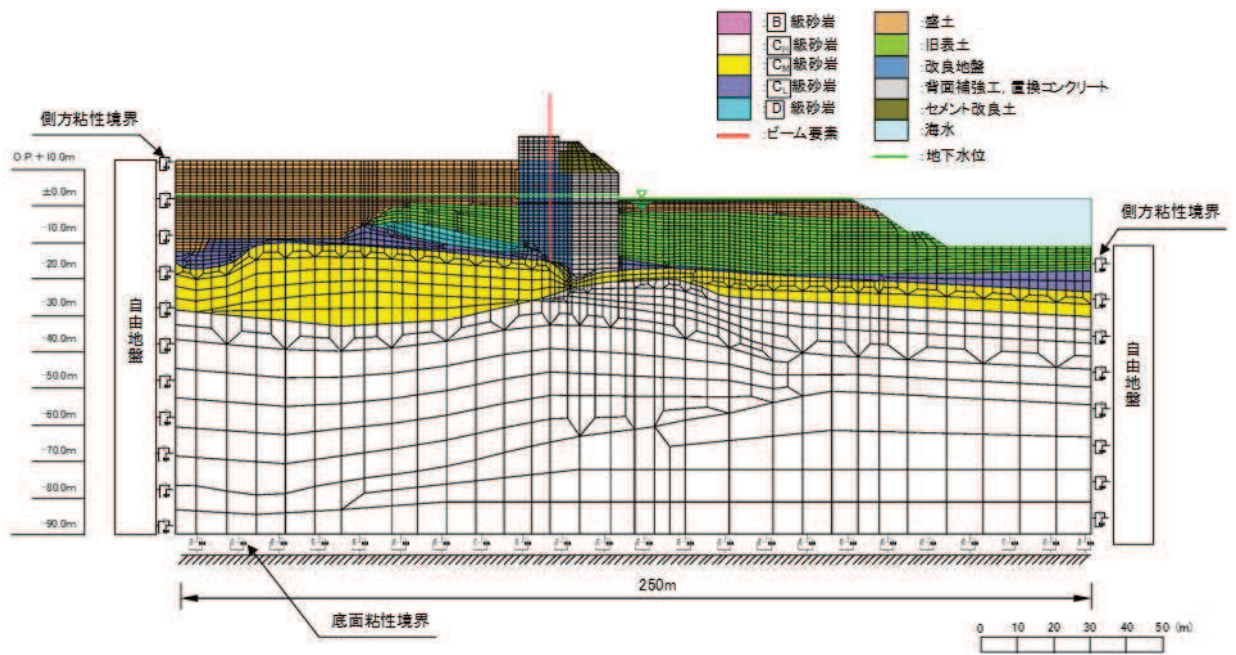 B 級砂岩
CH 級砂岩
CM 級砂岩
CL 級砂岩
D 級砂岩
:ビーム要素
:盛土
:旧表土
:改良地盤
:背面補強工, 置換コンクリート
:セメント改良土
:海水
:地下水位
側方粘性境界
O.P.+10.0m
±0.0m
-10.0m
-20.0m
-30.0m
-40.0m
-50.0m
-60.0m
-70.0m
-80.0m
-90.0m
自由地盤
側方粘性境界
自由地盤
250m
底面粘性境界
0 10 20 30 40 50 (m)